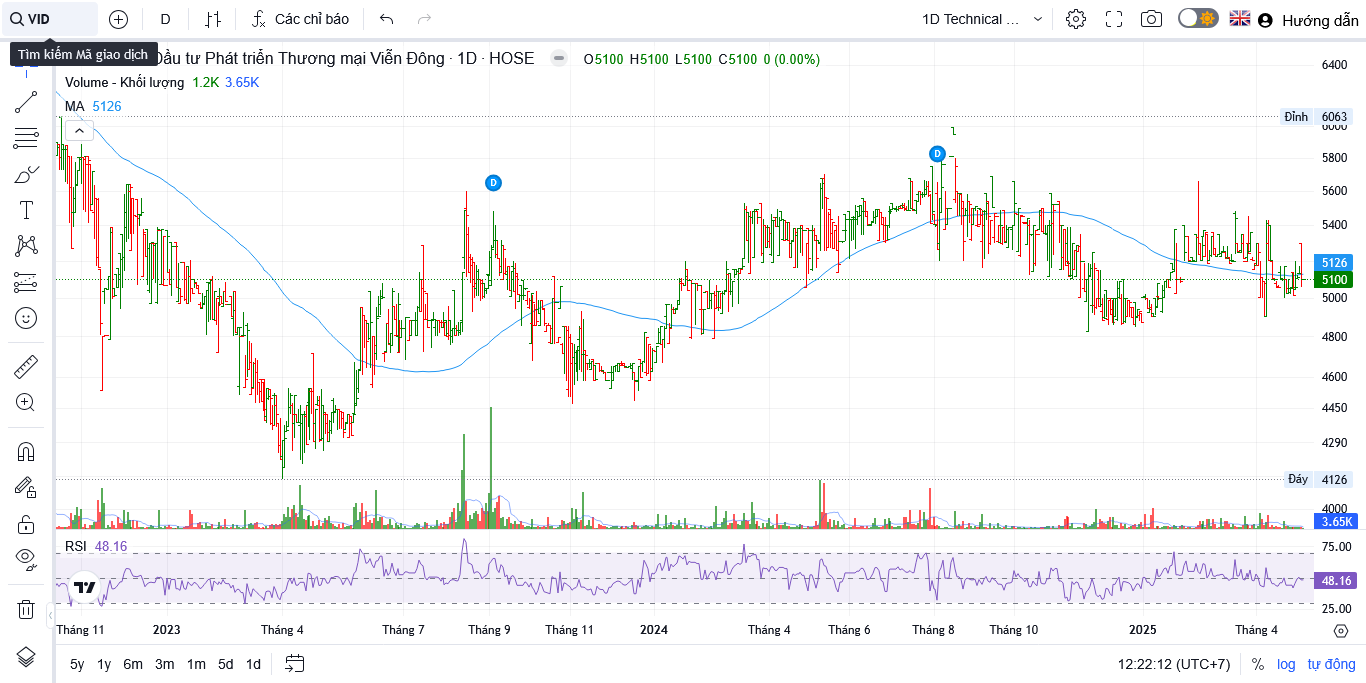 VID
D
Các chỉ báo
1D Technical ...
Hướng dẫn
Tìm kiếm Mã giao dịch
Đầu tư Phát triển Thương mại Viễn Đông · 1D · HOSE
O5100 H5100 L5100 C5100 0 (0.00%)
Volume - Khối lượng 1.2K 3.65K
MA 5126
6400
Đỉnh 6063
6000
D
D
5800
5600
5400
5126
5100
5000
4800
4600
4450
4290
Đáy 4126
4000
3.65K
RSI 48.16
75.00
48.16
25.00
Tháng 11 2023 Tháng 4 Tháng 7 Tháng 9 Tháng 11 2024 Tháng 4 Tháng 6 Tháng 8 Tháng 10 2025 Tháng 4
5y 1y 6m 3m 1m 5d 1d
12:22:12 (UTC+7) % log tự động